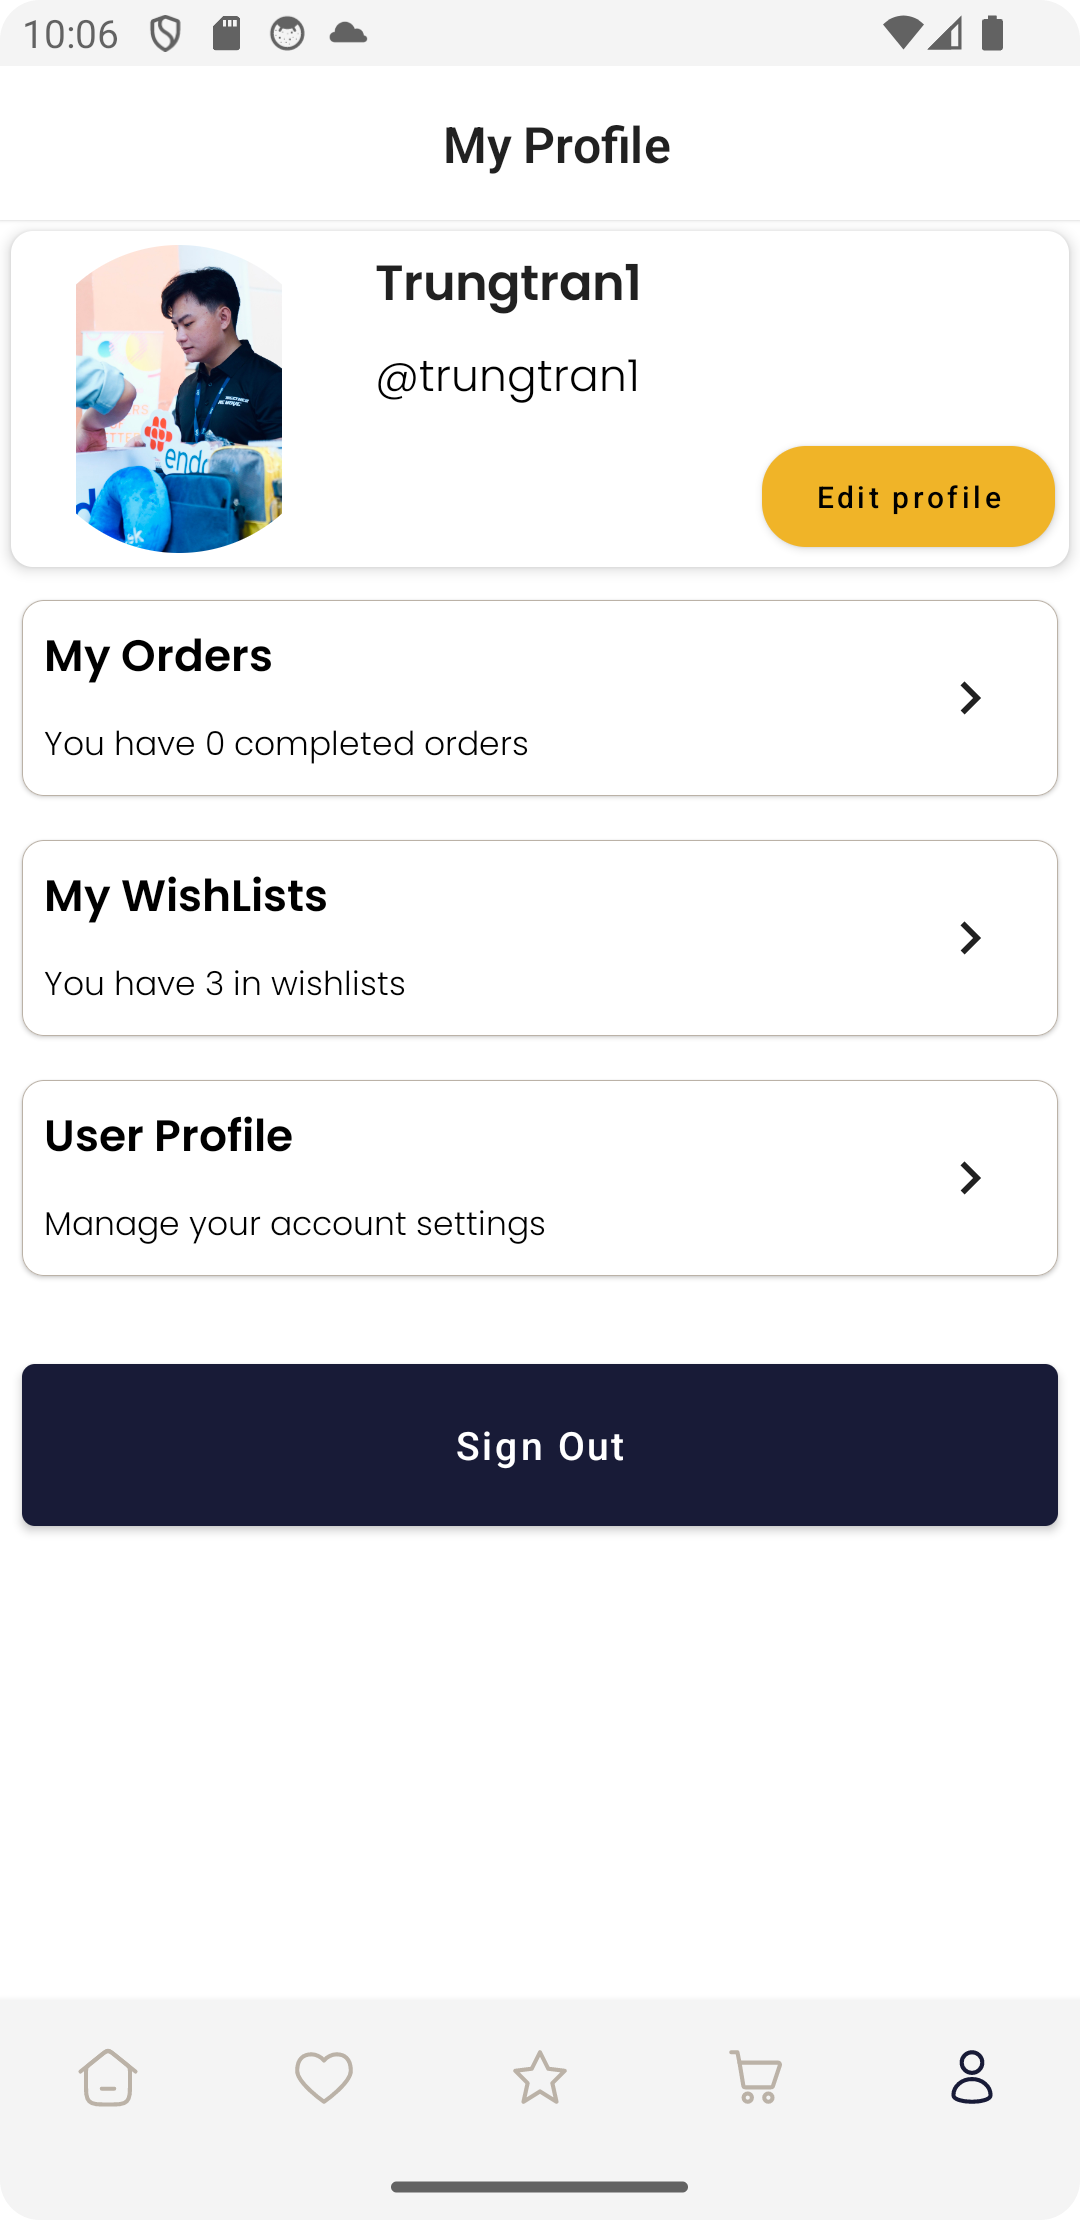 10:06
My Profile
Trungtran1
@trungtran1
endo
Edit profile
My Orders
You have 0 completed orders
My WishLists
You have 3 in wishlists
User Profile
Manage your account settings
Sign Out